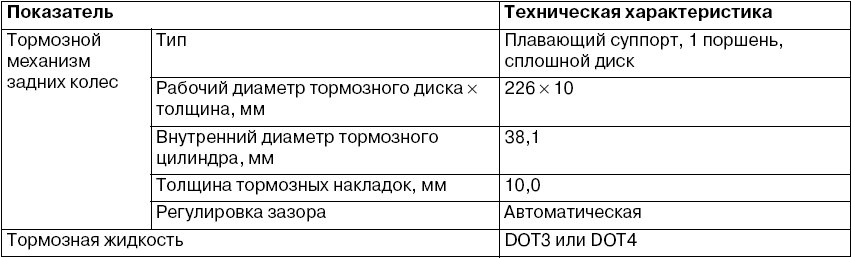 Показатель Техническая характеристика
Тормозной механизм задних колес
Тип Плавающий суппорт, 1 поршень, сплошной диск
Рабочий диаметр тормозного диска × толщина, мм 226 × 10
Внутренний диаметр тормозного цилиндра, мм 38,1
Толщина тормозных накладок, мм 10,0
Регулировка зазора Автоматическая
Тормозная жидкость DOT3 или DOT4